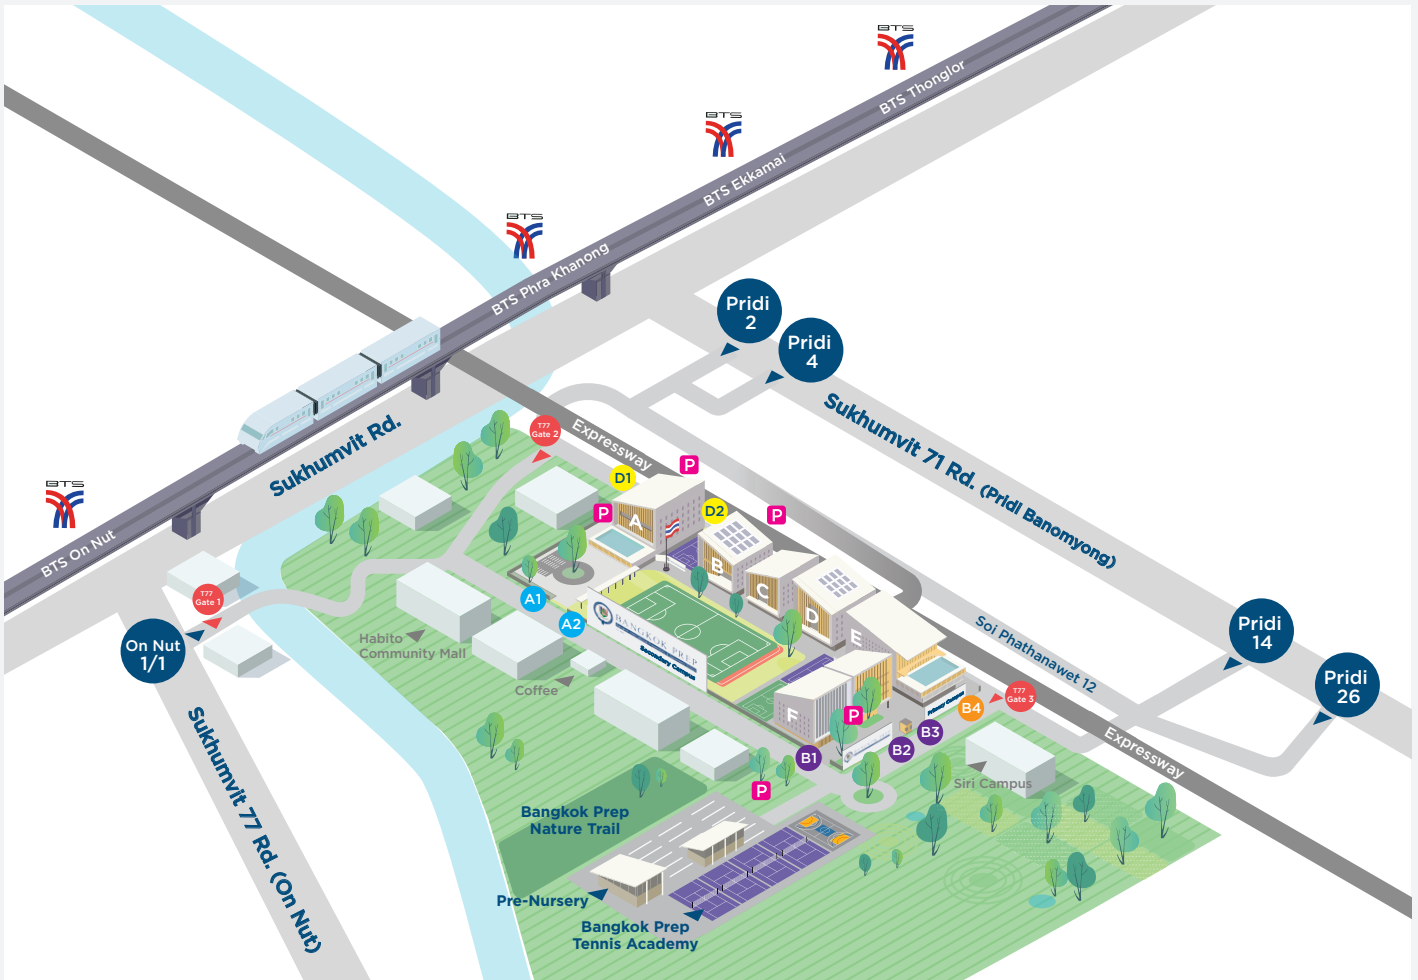 BTS
BTS Thonglor
BTS
BTS Ekkamai
BTS
BTS Phra Khanong
BTS
BTS On Nut
Sukhumvit Rd.
Pridi
2
Pridi
4
Sukhumvit 71 Rd. (Pridi Banomyong)
Expressway
T77
Gate 2
D1
P
P
D2
P
A
B
C
D
E
F
T77
Gate 1
On Nut
1/1
A1
A2
BANGKOK PREP
Secondary Campus
Habito
Community Mall
Coffee
Soi Phathanawet 12
Pridi
14
Pridi
26
T77
Gate 3
Primary Campus
B4
B3
B2
B1
P
P
Expressway
Siri Campus
Sukhumvit 77 Rd. (On Nut)
Bangkok Prep
Nature Trail
Pre-Nursery
Bangkok Prep
Tennis Academy